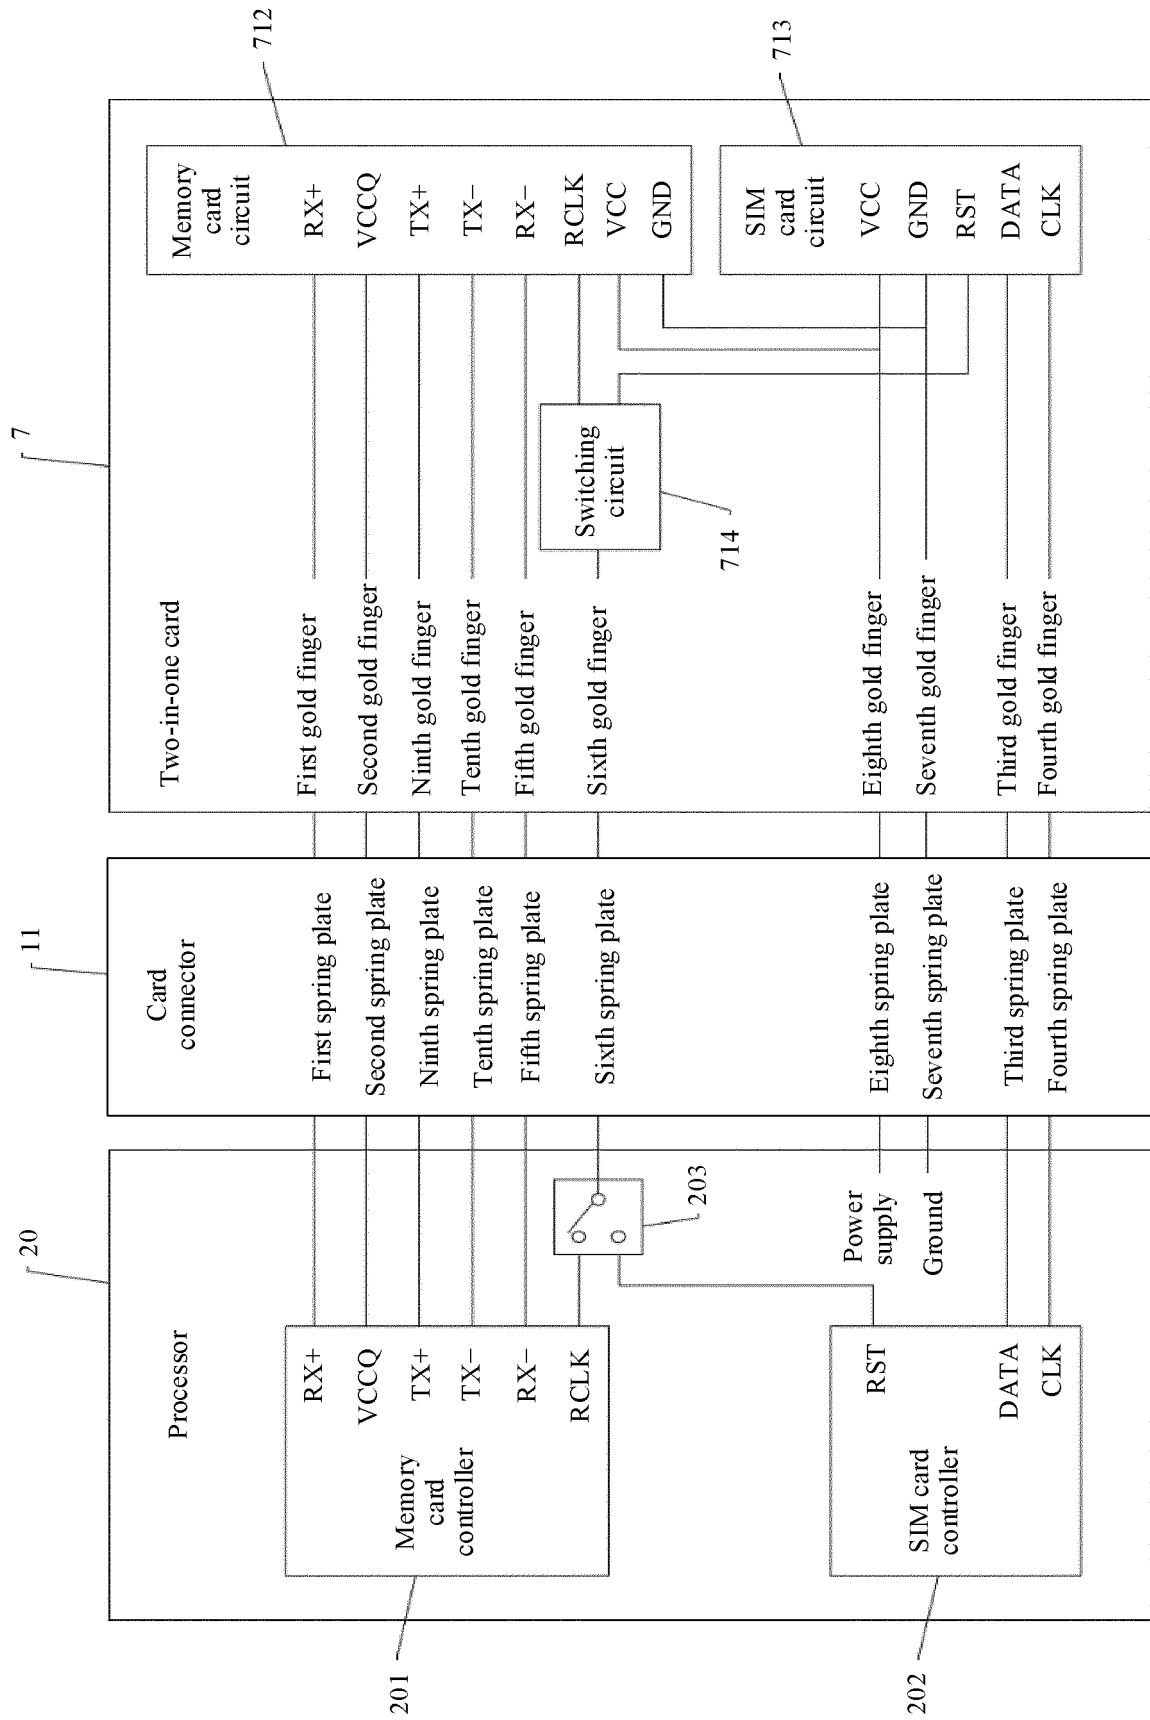 20
Processor
201
Memory
card
controller
RX+
VCCQ
TX+
TX−
RX−
RCLK
203
202
SIM card
controller
RST
DATA
CLK
Power
supply
Ground
11
Card
connector
First spring plate
Second spring plate
Ninth spring plate
Tenth spring plate
Fifth spring plate
Sixth spring plate
Eighth spring plate
Seventh spring plate
Third spring plate
Fourth spring plate
7
Two-in-one card
First gold finger
Second gold finger
Ninth gold finger
Tenth gold finger
Fifth gold finger
Sixth gold finger
Eighth gold finger
Seventh gold finger
Third gold finger
Fourth gold finger
Switching
circuit
714
712
Memory
card
circuit
RX+
VCCQ
TX+
TX−
RX−
RCLK
VCC
GND
713
SIM
card
circuit
VCC
GND
RST
DATA
CLK